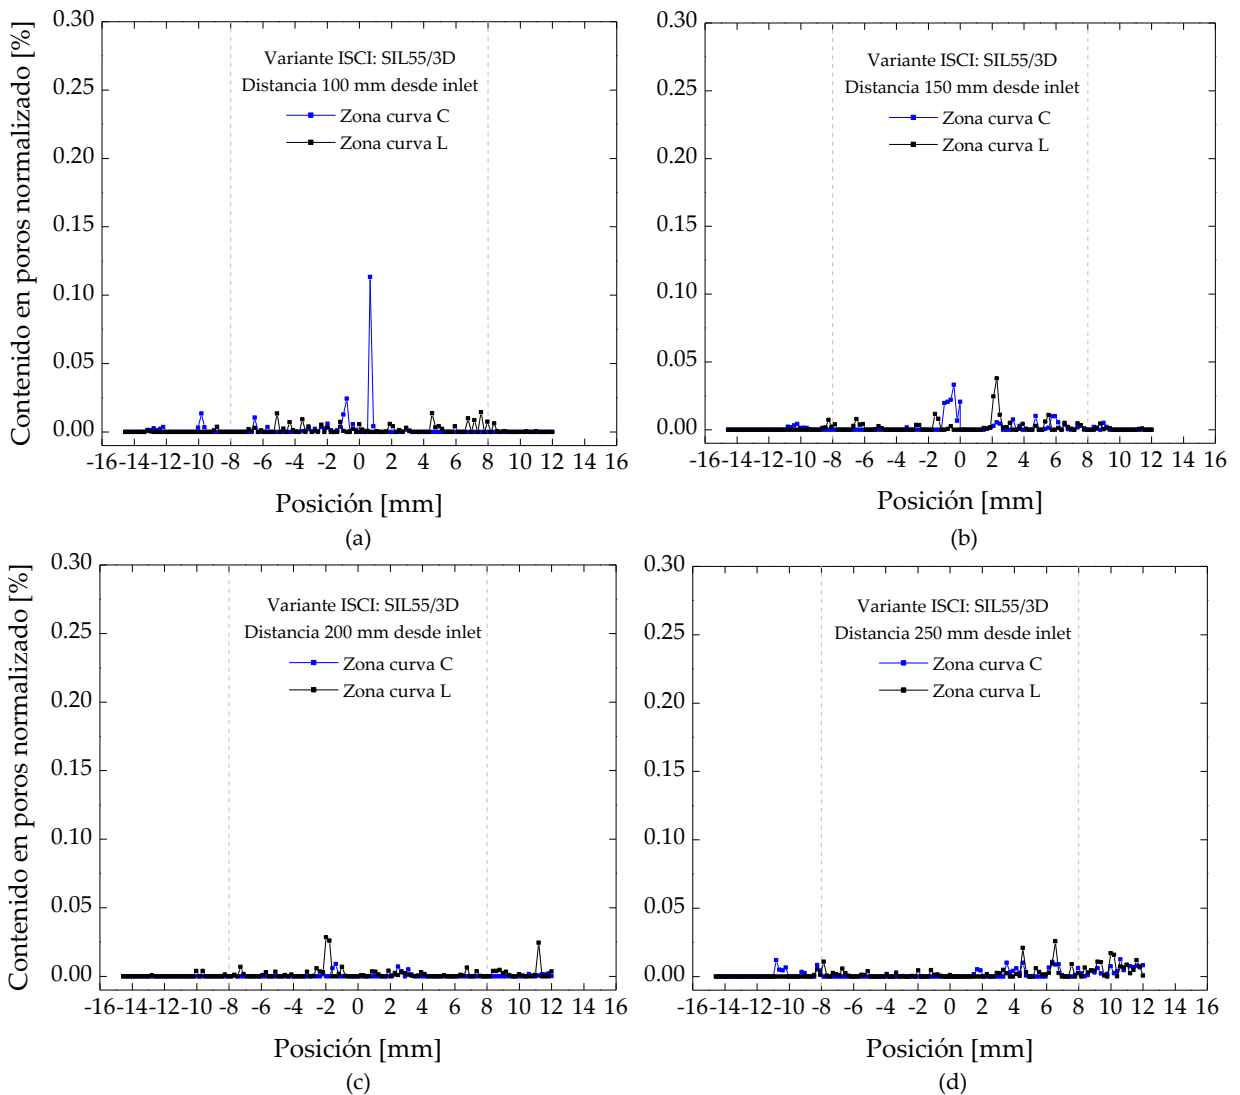 Contenido en poros normalizado [%]
0.30
0.25
0.20
0.15
0.10
0.05
0.00
Variante ISCI: SIL55/3D
Distancia 100 mm desde inlet
Zona curva C
Zona curva L
-16 -14 -12 -10 -8 -6 -4 -2 0 2 4 6 8 10 12 14 16
Posición [mm]
(a)
0.30
0.25
0.20
0.15
0.10
0.05
0.00
Variante ISCI: SIL55/3D
Distancia 150 mm desde inlet
Zona curva C
Zona curva L
-16 -14 -12 -10 -8 -6 -4 -2 0 2 4 6 8 10 12 14 16
Posición [mm]
(b)
Contenido en poros normalizado [%]
0.30
0.25
0.20
0.15
0.10
0.05
0.00
Variante ISCI: SIL55/3D
Distancia 200 mm desde inlet
Zona curva C
Zona curva L
-16 -14 -12 -10 -8 -6 -4 -2 0 2 4 6 8 10 12 14 16
Posición [mm]
(c)
0.30
0.25
0.20
0.15
0.10
0.05
0.00
Variante ISCI: SIL55/3D
Distancia 250 mm desde inlet
Zona curva C
Zona curva L
-16 -14 -12 -10 -8 -6 -4 -2 0 2 4 6 8 10 12 14 16
Posición [mm]
(d)